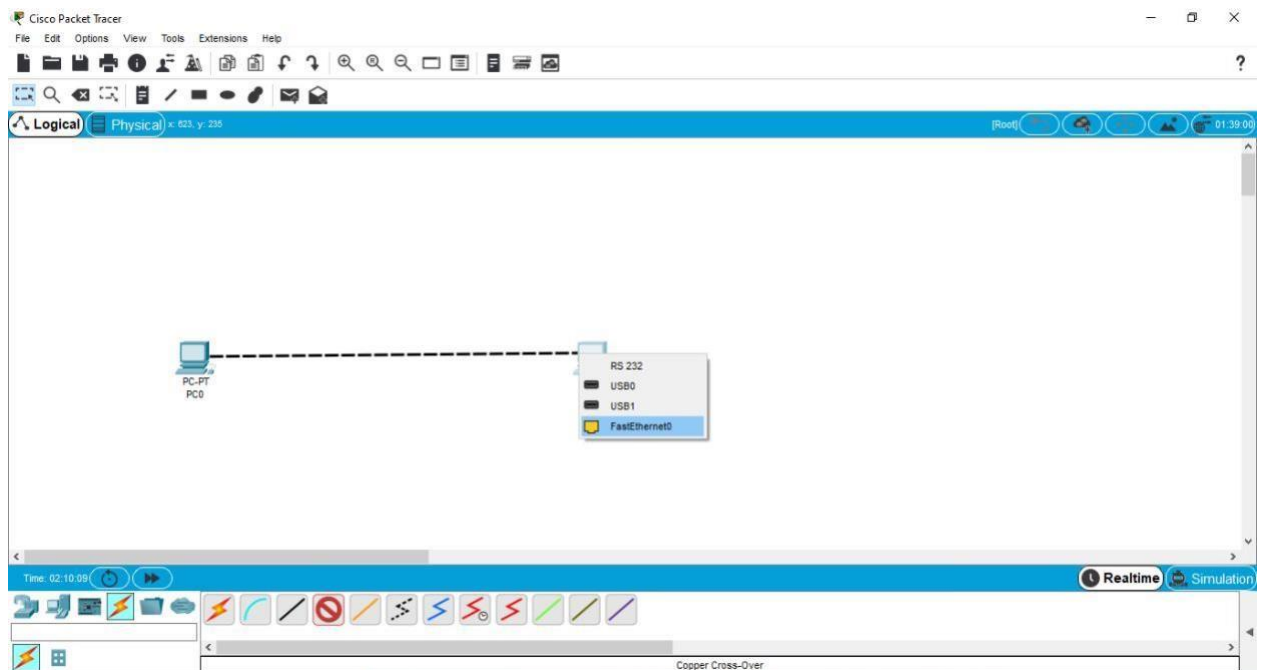 Cisco Packet Tracer
File Edit Options View Tools Extensions Help
?
Logical Physical x: 623, y: 235 [Root] 01:39:00
RS 232
PC-PT USB0
PC0 USB1
FastEthernet0
Time: 02:10:09 Realtime Simulation
Copper Cross-Over